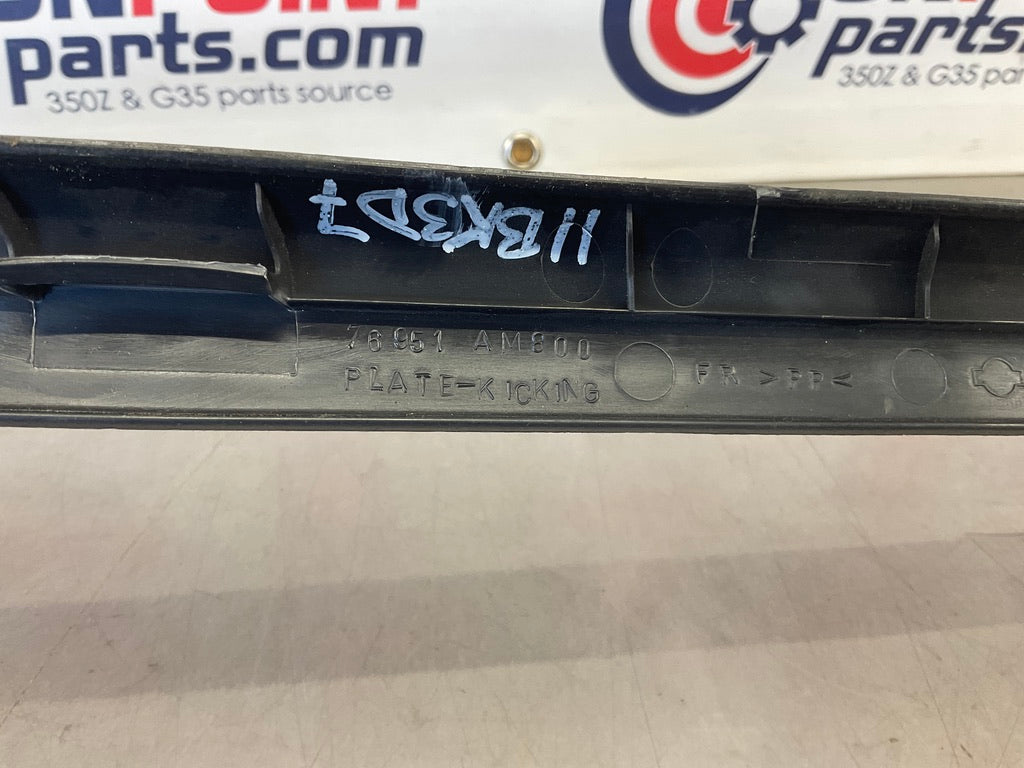 parts.com
350Z & G35 parts source
parts.
350Z & G35 par
11BK3D7
76951 AM800
PLATE-KICKING
FR >PP<